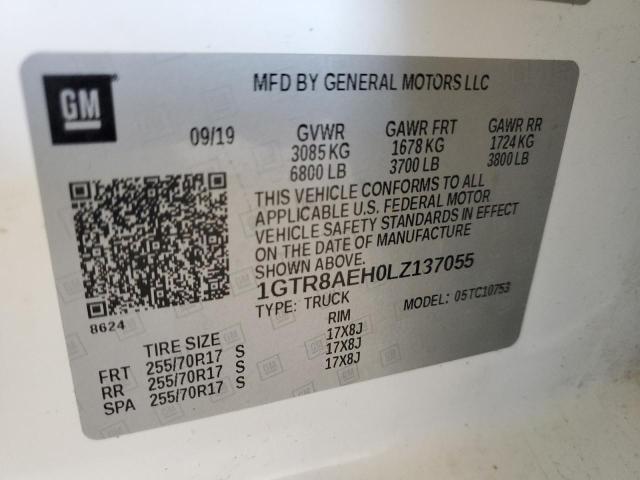 GM
MFD BY GENERAL MOTORS LLC
09/19 GVWR GAWR FRT GAWR RR
3085 KG 1678 KG 1724 KG
6800 LB 3700 LB 3800 LB
THIS VEHICLE CONFORMS TO ALL
APPLICABLE U.S. FEDERAL MOTOR
VEHICLE SAFETY STANDARDS IN EFFECT
ON THE DATE OF MANUFACTURE
SHOWN ABOVE.
1GTR8AEH0LZ137055
TYPE: TRUCK MODEL: 05TC10753
8624
TIRE SIZE RIM
FRT 255/70R17 S 17X8J
RR 255/70R17 S 17X8J
SPA 255/70R17 S 17X8J